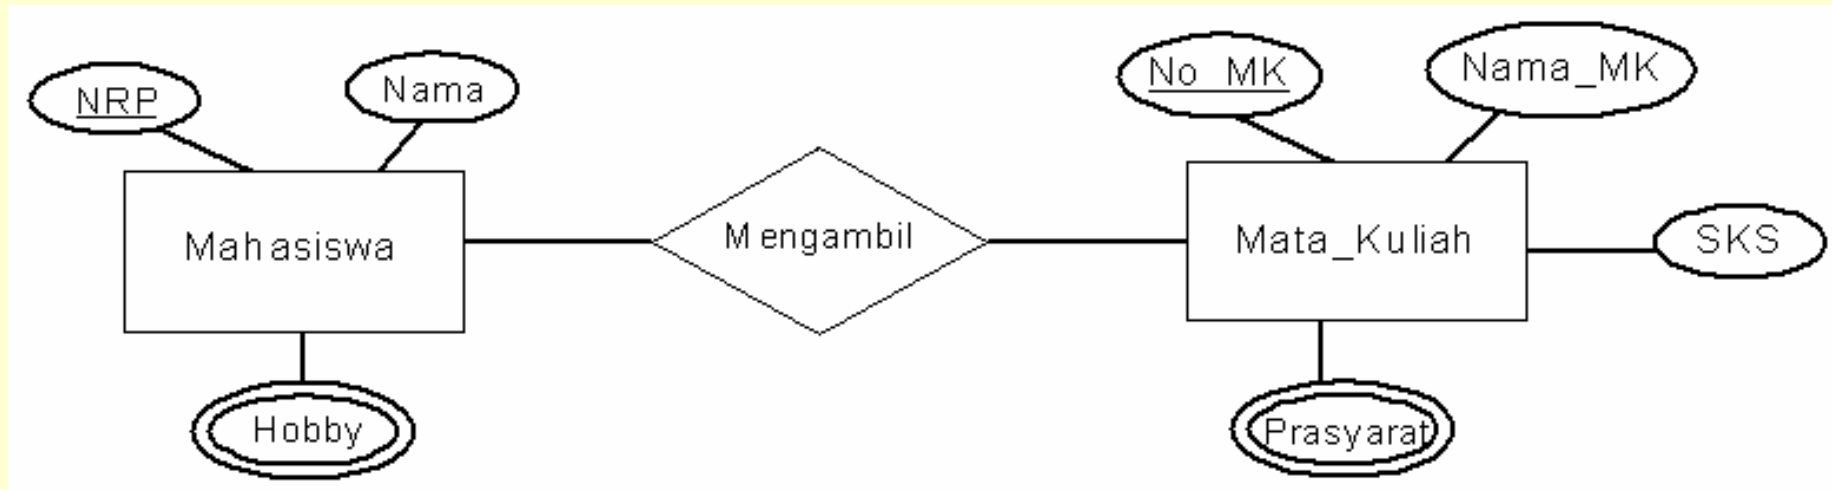 NRP
Nama
No_MK
Nama_MK
Mahasiswa
Mengambil
Mata_Kuliah
SKS
Hobby
Prasyarat